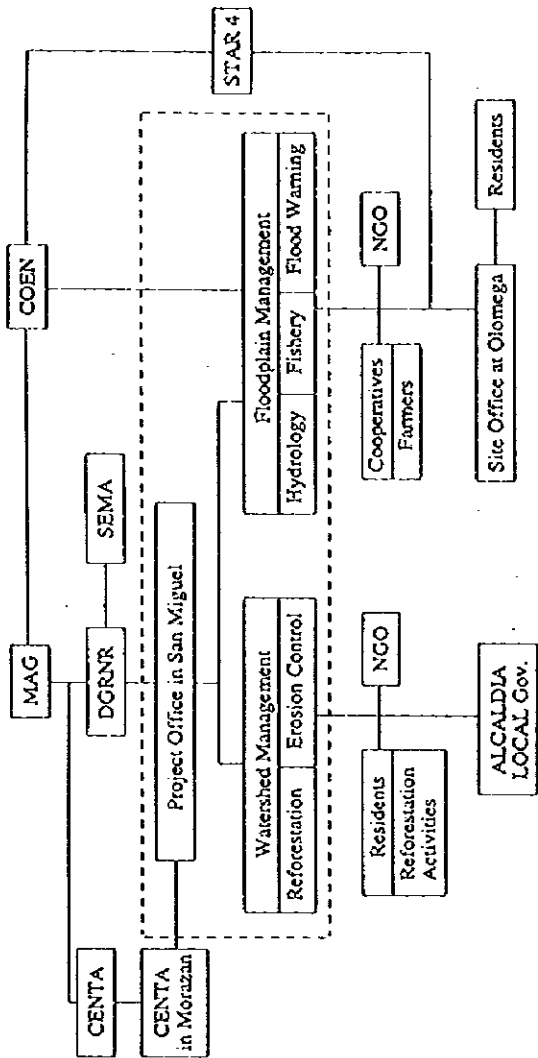 MAG
COEN
CENTA
DGRNR
SEMA
STAR 4
CENTA
in Morazan
Project Office in San Miguel
Watershed Management
Reforestation
Erosion Control
Floodplain Management
Hydrology
Fishery
Flood Warning
Residents
Reforestation
Activities
NGO
Cooperatives
Farmers
NGO
ALCALDIA
LOCAL Gov.
Site Office at Olomega
Residents